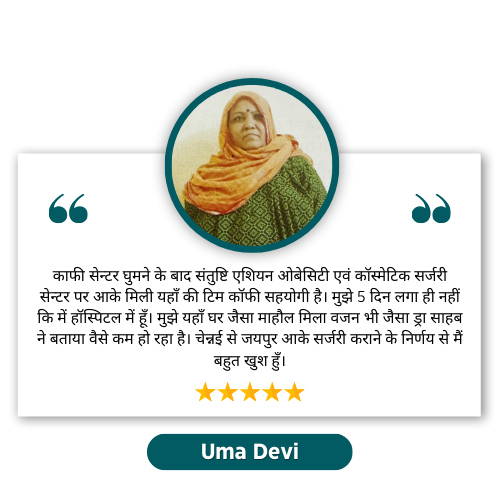 काफी सेन्टर घुमने के बाद संतुष्टि एशियन ओबेसिटी एवं कॉस्मेटिक सर्जरी
सेन्टर पर आके मिली यहाँ की टिम कॉफी सहयोगी है। मुझे 5 दिन लगा ही नहीं
कि में हॉस्पिटल में हूँ। मुझे यहाँ घर जैसा माहौल मिला वजन भी जैसा ड्रा साहब
ने बताया वैसे कम हो रहा है। चेन्नई से जयपुर आके सर्जरी कराने के निर्णय से मैं
बहुत खुश हुँ।
Uma Devi